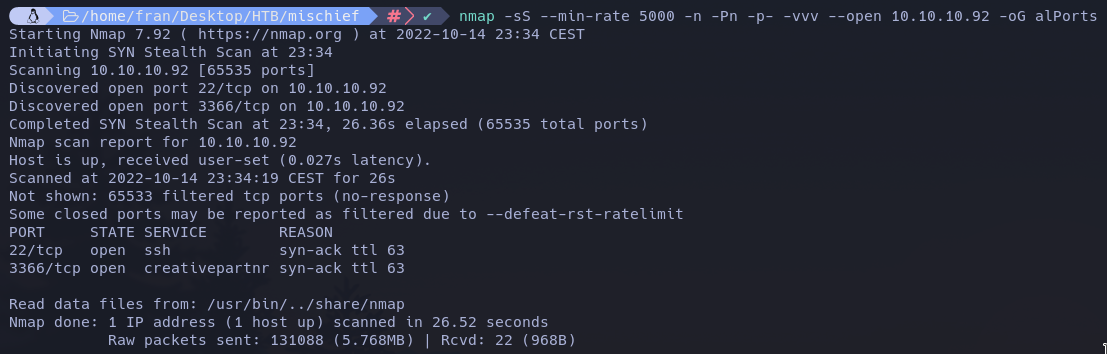 /home/fran/Desktop/HTB/mischief # ✔ nmap -sS --min-rate 5000 -n -Pn -p- -vvv --open 10.10.10.92 -oG alPorts
Starting Nmap 7.92 ( https://nmap.org ) at 2022-10-14 23:34 CEST
Initiating SYN Stealth Scan at 23:34
Scanning 10.10.10.92 [65535 ports]
Discovered open port 22/tcp on 10.10.10.92
Discovered open port 3366/tcp on 10.10.10.92
Completed SYN Stealth Scan at 23:34, 26.36s elapsed (65535 total ports)
Nmap scan report for 10.10.10.92
Host is up, received user-set (0.027s latency).
Scanned at 2022-10-14 23:34:19 CEST for 26s
Not shown: 65533 filtered tcp ports (no-response)
Some closed ports may be reported as filtered due to --defeat-rst-ratelimit
PORT     STATE SERVICE        REASON
22/tcp   open  ssh            syn-ack ttl 63
3366/tcp open  creativepartnr syn-ack ttl 63
Read data files from: /usr/bin/../share/nmap
Nmap done: 1 IP address (1 host up) scanned in 26.52 seconds
Raw packets sent: 131088 (5.768MB) | Rcvd: 22 (968B)